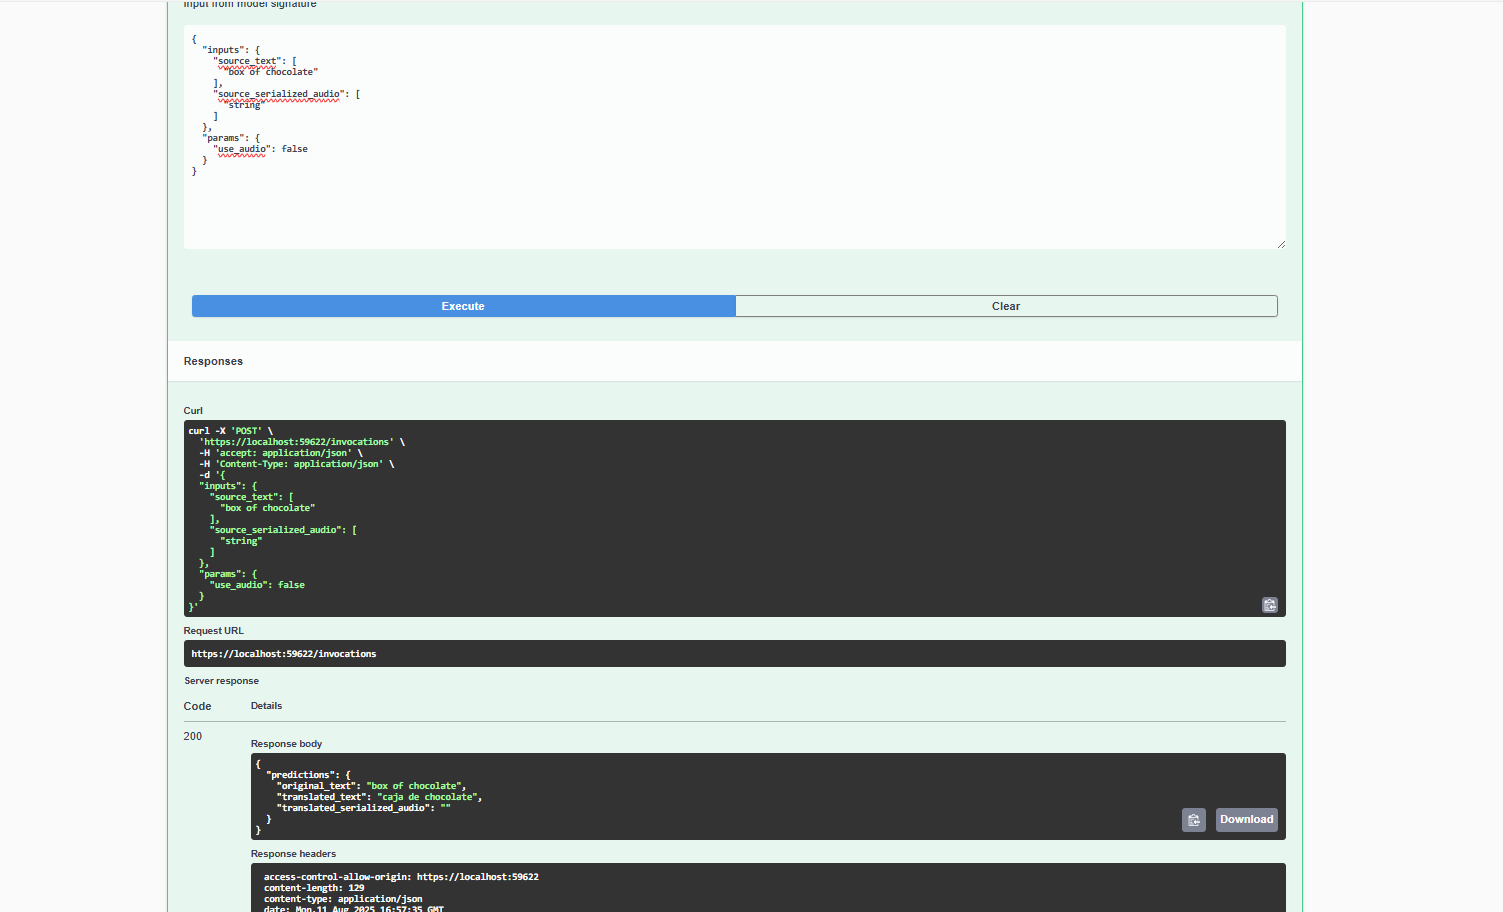 Input from model signature
{
  "inputs": {
    "source_text": [
      "box of chocolate"
    ],
    "source_serialized_audio": [
      "string"
    ]
  },
  "params": {
    "use_audio": false
  }
}
Execute
Clear
Responses
Curl
curl -X 'POST' \
  'https://localhost:59622/invocations' \
  -H 'accept: application/json' \
  -H 'Content-Type: application/json' \
  -d '{
  "inputs": {
    "source_text": [
      "box of chocolate"
    ],
    "source_serialized_audio": [
      "string"
    ]
  },
  "params": {
    "use_audio": false
  }
}'
Request URL
https://localhost:59622/invocations
Server response
Code
Details
200
Response body
{
  "predictions": {
    "original_text": "box of chocolate",
    "translated_text": "caja de chocolate",
    "translated_serialized_audio": ""
  }
}
Download
Response headers
access-control-allow-origin: https://localhost:59622
content-length: 129
content-type: application/json
date: Mon,11 Aug 2025 16:57:35 GMT